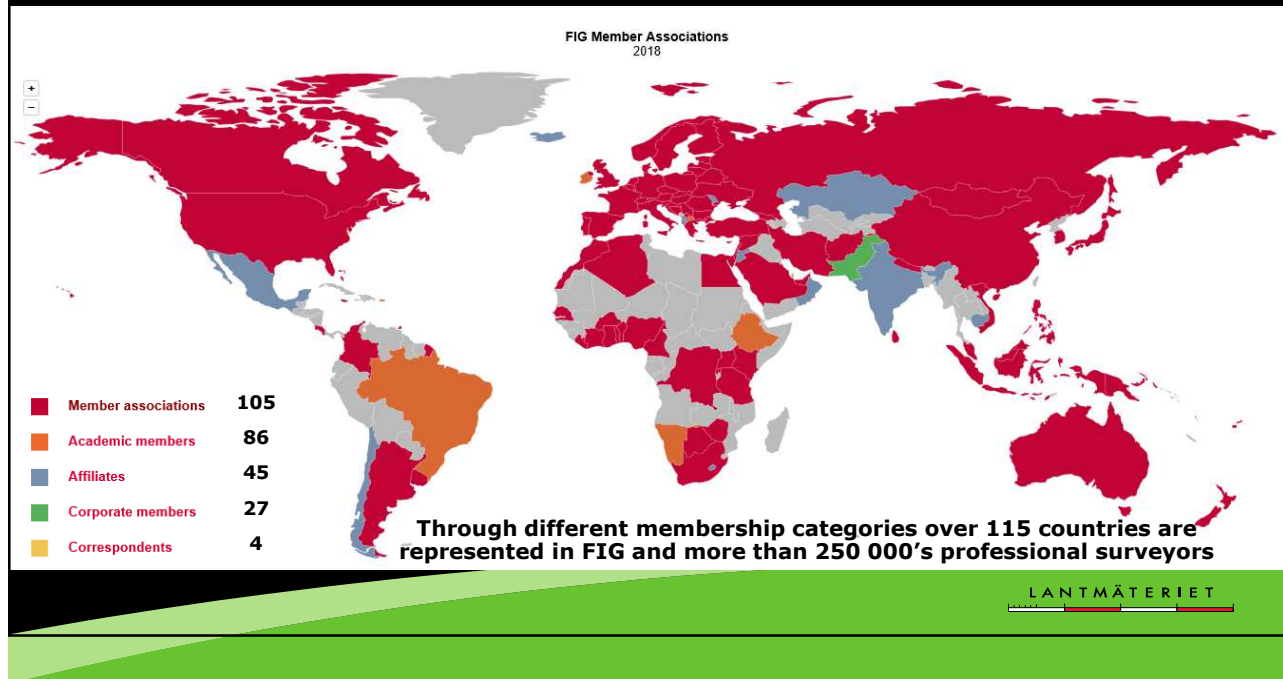 FIG Member Associations
2018
+
−
Member associations 105
Academic members 86
Affiliates 45
Corporate members 27
Correspondents 4
Through different membership categories over 115 countries are
represented in FIG and more than 250 000’s professional surveyors
LANTMÄTERIET